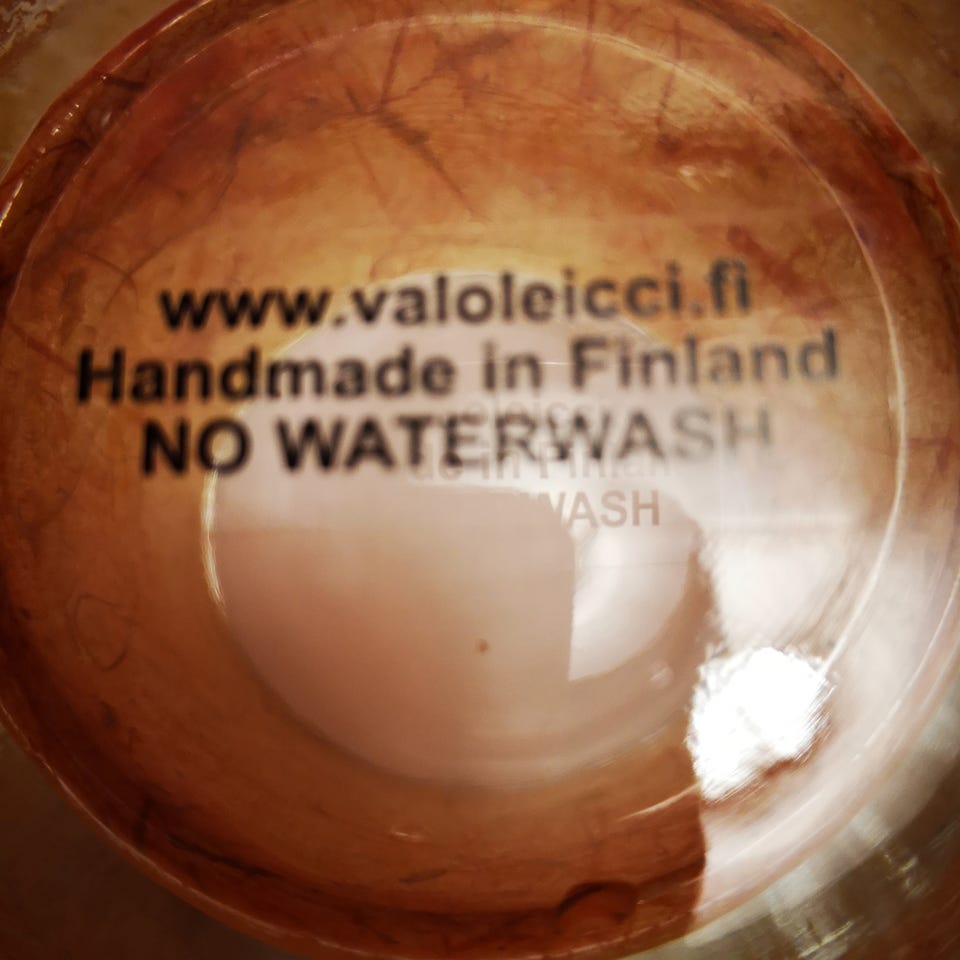 www.valoleicci.fi
Handmade in Finland
NO WATERWASH